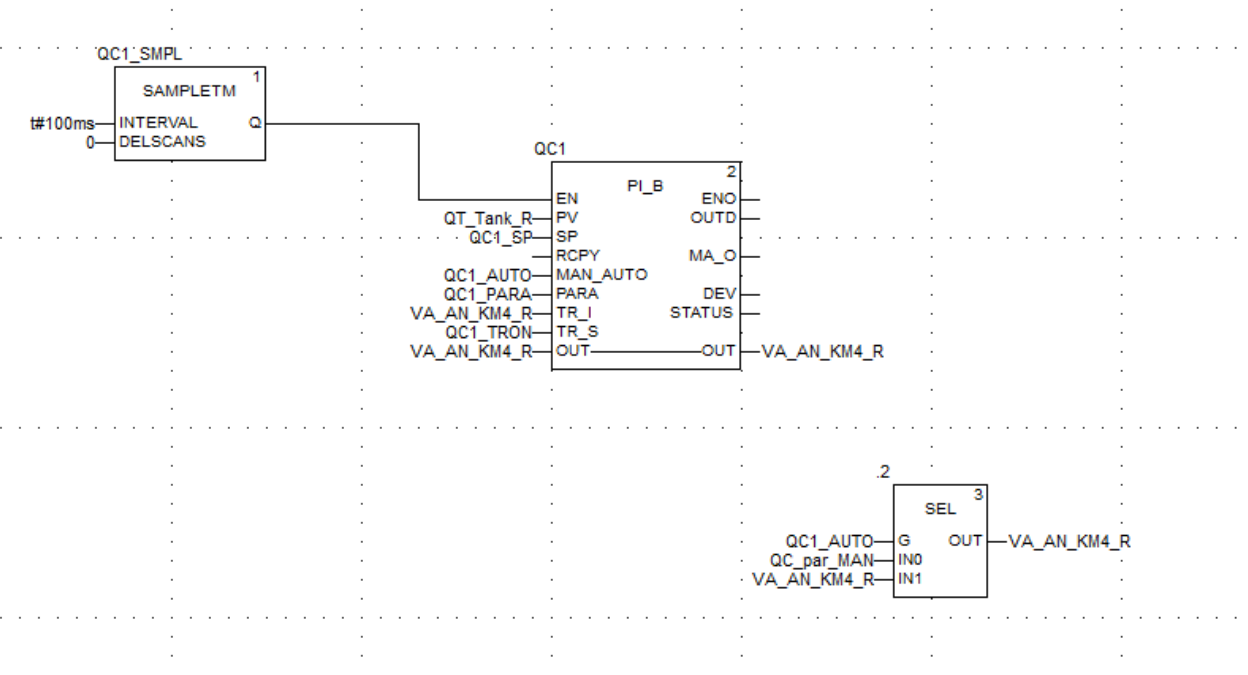 QC1_SMPL
1
SAMPLETM
t#100ms INTERVAL Q
0 DELSCANS
QC1
2
PI_B
EN ENO
QT_Tank_R PV OUTD
QC1_SP SP
RCPY MA_O
QC1_AUTO MAN_AUTO
QC1_PARA PARA DEV
VA_AN_KM4_R TR_I STATUS
QC1_TRON TR_S
VA_AN_KM4_R OUT OUT VA_AN_KM4_R
.2
3
SEL
QC1_AUTO G OUT VA_AN_KM4_R
QC_par_MAN IN0
VA_AN_KM4_R IN1